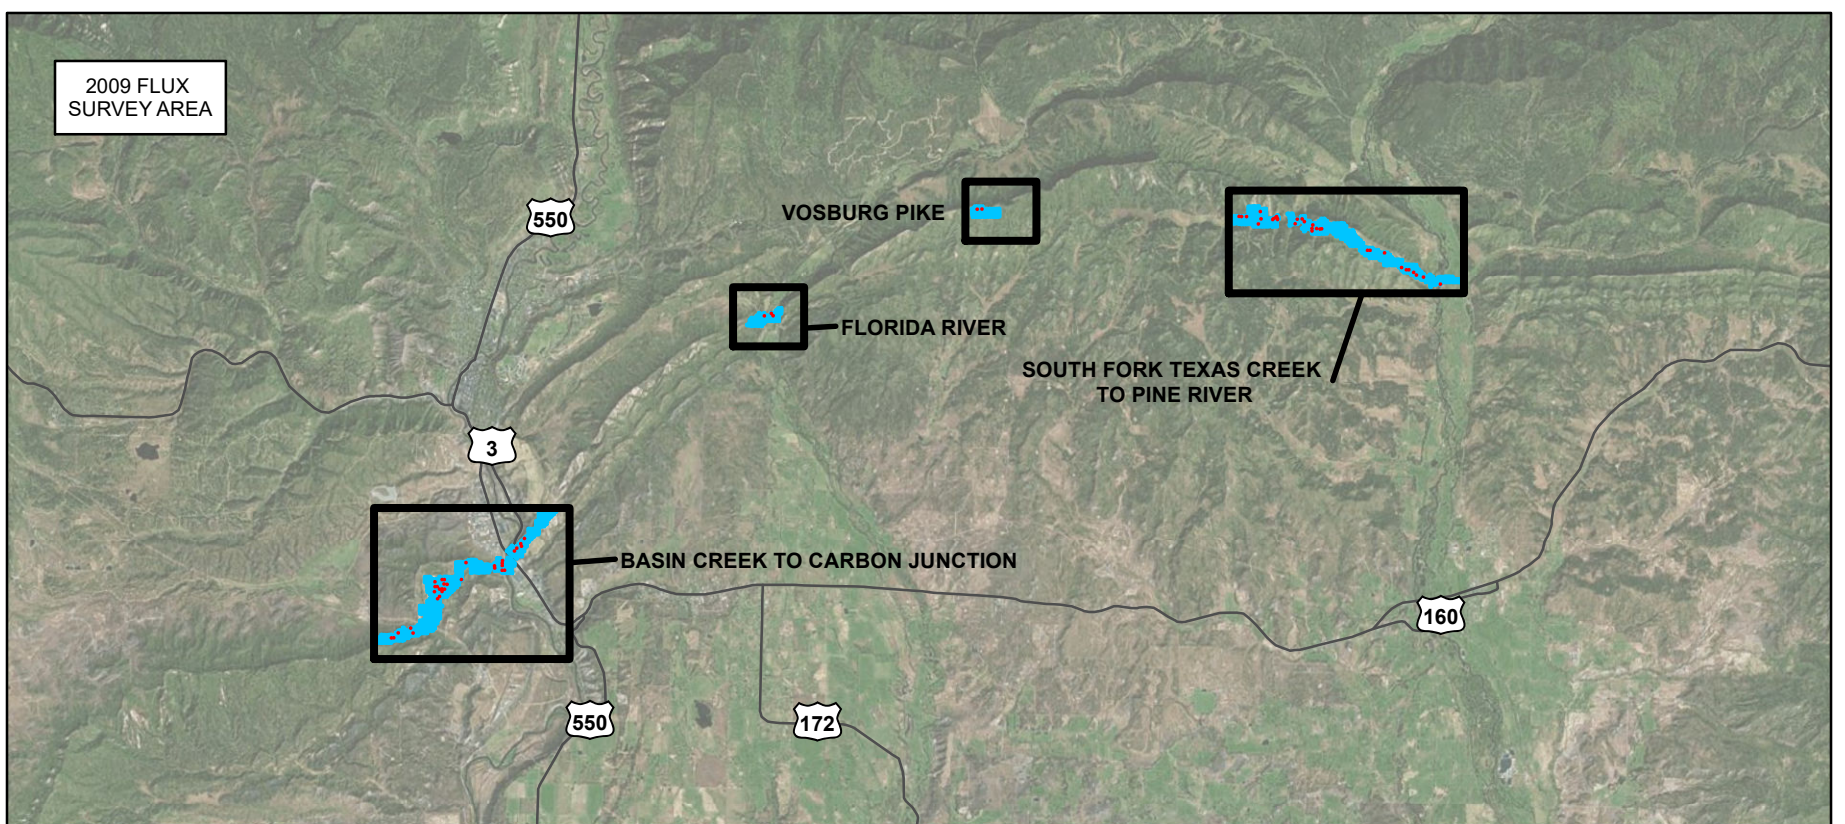 2009 FLUX
SURVEY AREA
550
VOSBURG PIKE
FLORIDA RIVER
SOUTH FORK TEXAS CREEK
TO PINE RIVER
3
BASIN CREEK TO CARBON JUNCTION
160
550
172